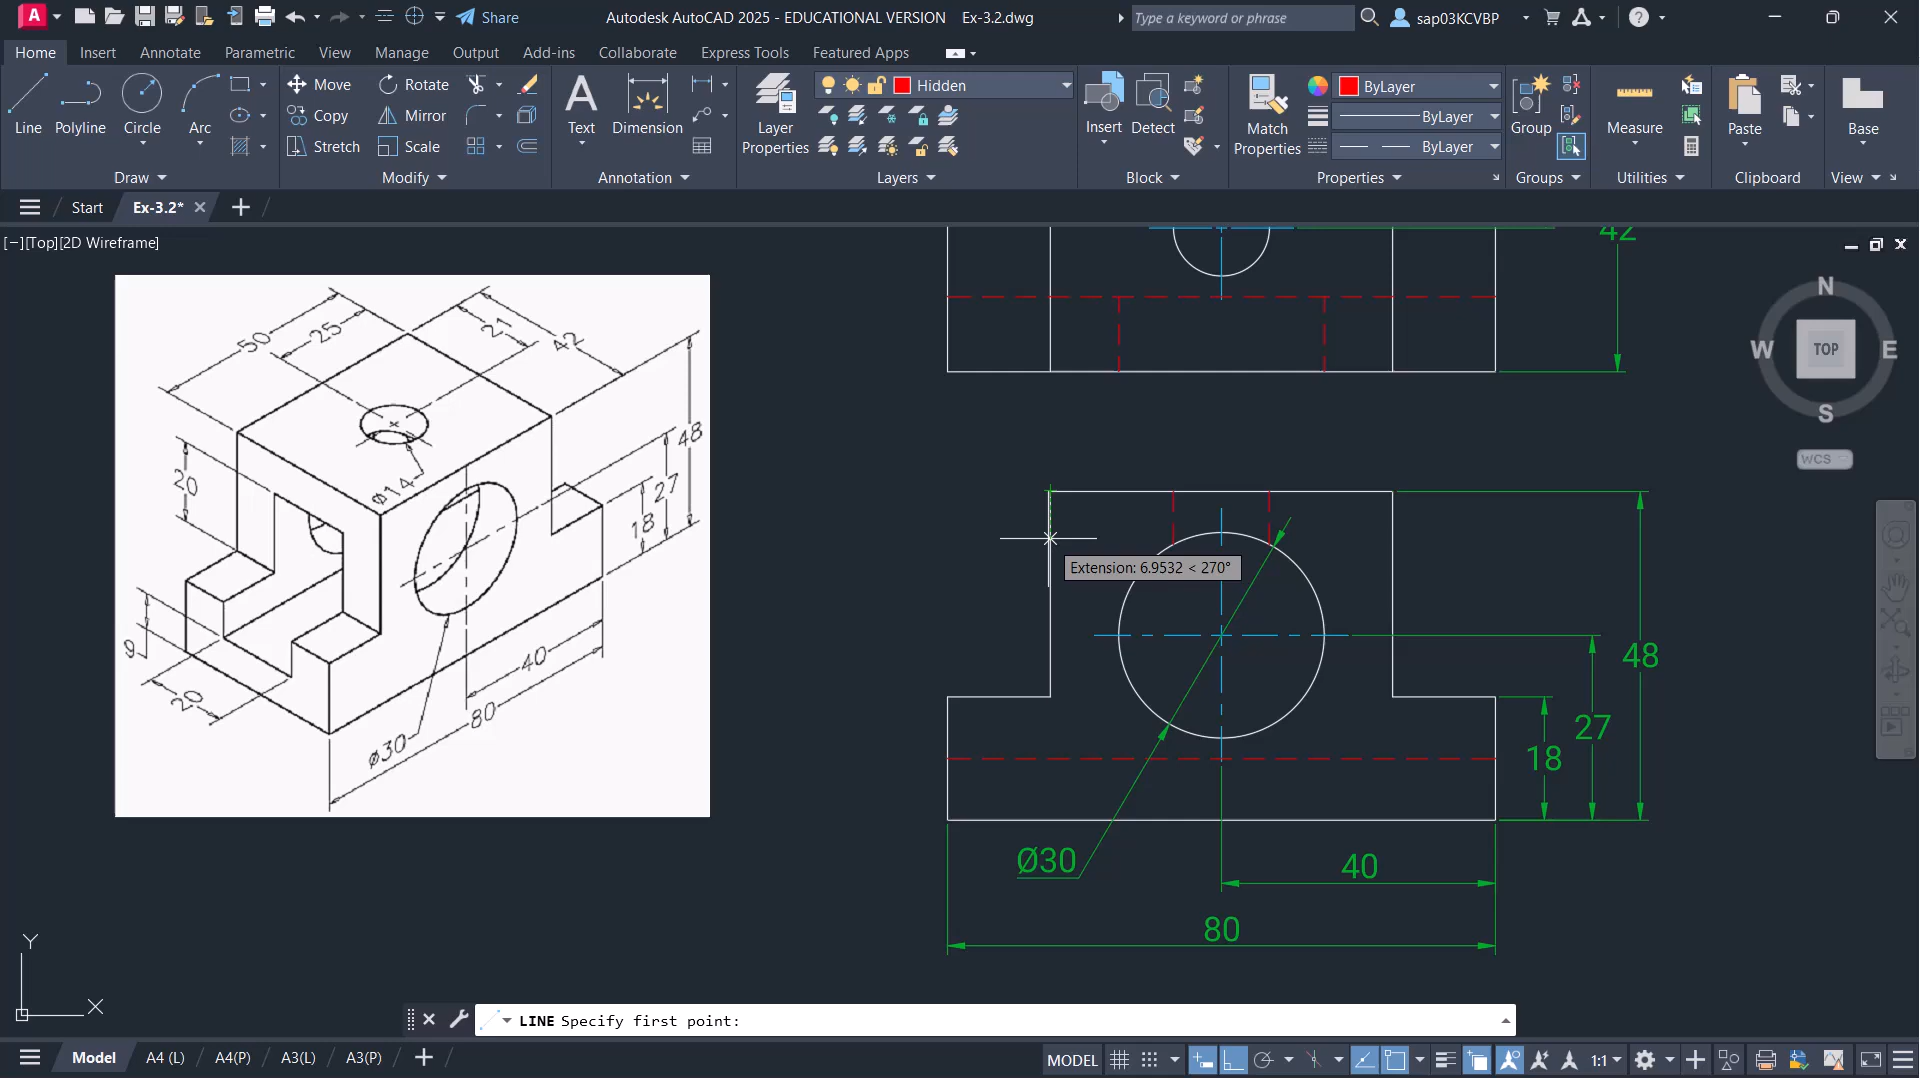 Share
Autodesk AutoCAD 2025 - EDUCATIONAL VERSION Ex-3.2.dwg
Type a keyword or phrase
sap03KCVBP
Home Insert Annotate Parametric View Manage Output Add-ins Collaborate Express Tools Featured Apps
Line Polyline Circle Arc
Move Rotate
Copy Mirror
Stretch Scale
Text Dimension
Layer Properties
Hidden
Insert Detect
Match Properties
ByLayer
ByLayer
ByLayer
Group
Measure
Paste
Base
Draw Modify Annotation Layers Block Properties Groups Utilities Clipboard View
Start Ex-3.2*
[−][Top][2D Wireframe]
42
N
W TOP E
S
WCS
50
25
21
42
48
20
Ø14
27
18
9
20
40
80
Ø30
Extension: 6.9532 < 270°
48
27
18
Ø30
40
80
Y
X
LINE Specify first point:
Model A4 (L) A4(P) A3(L) A3(P)
MODEL
1:1